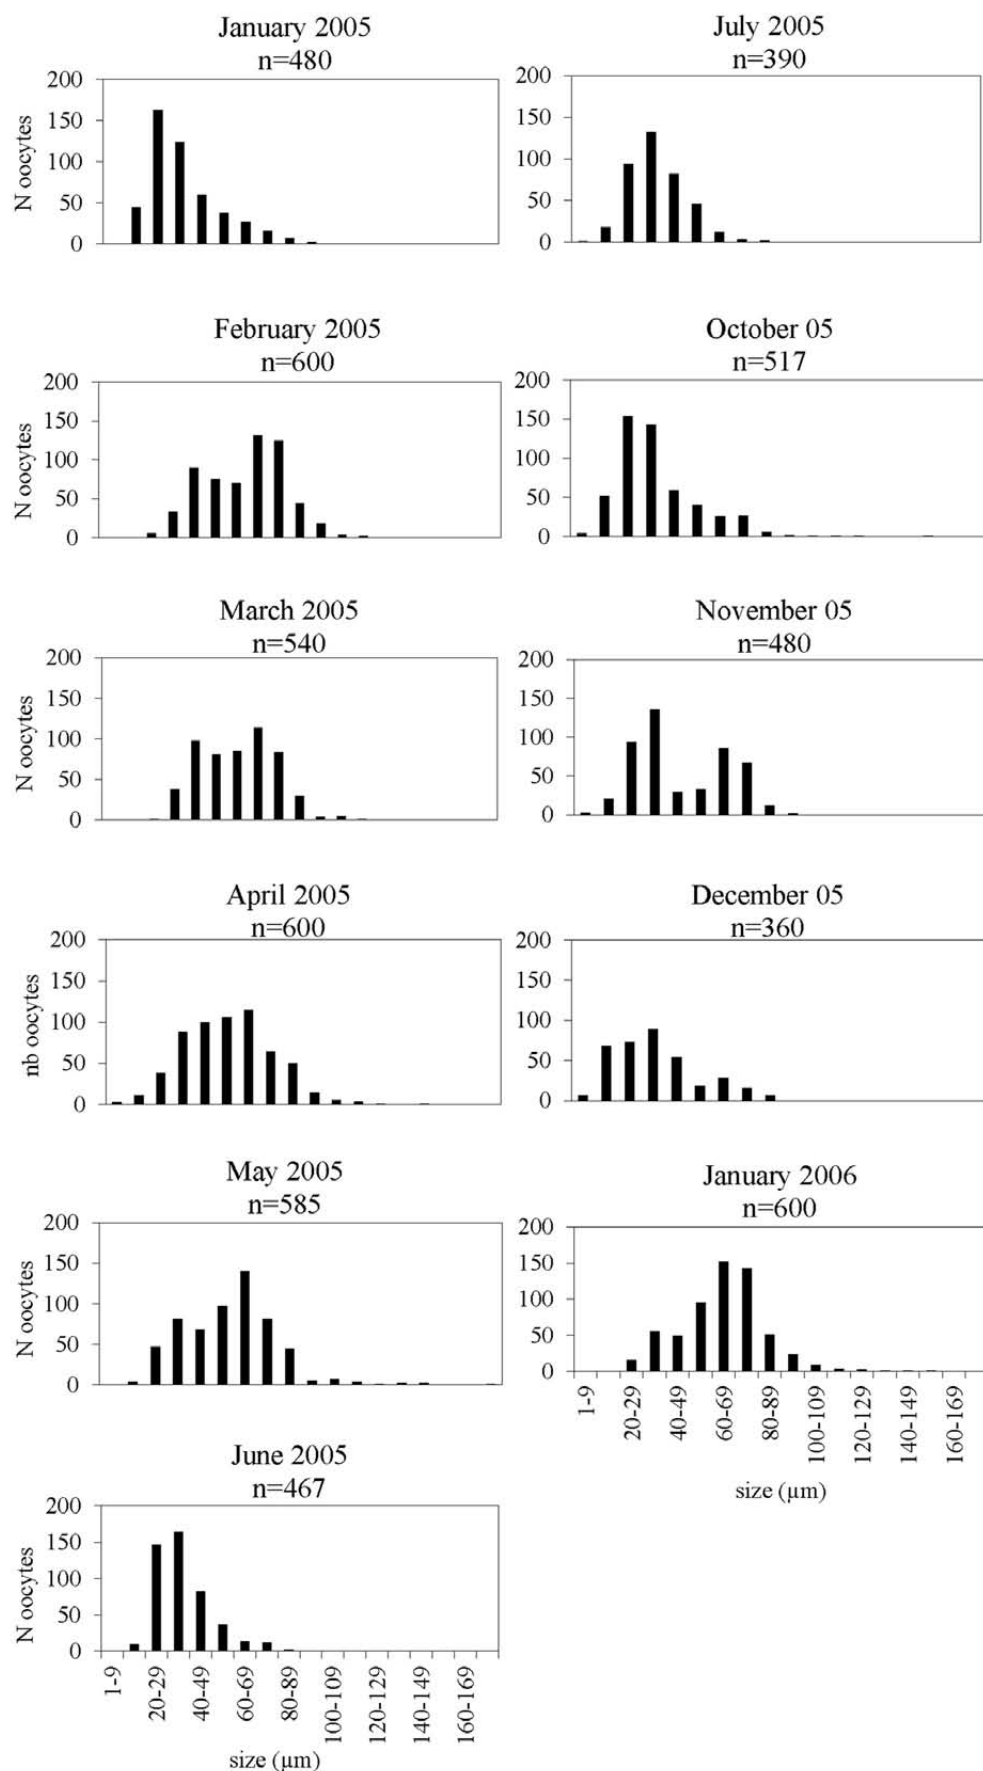 January 2005
n=480
200
150
100
50
0
N oocytes
July 2005
n=390
200
150
100
50
0
February 2005
n=600
200
150
100
50
0
N oocytes
October 05
n=517
200
150
100
50
0
March 2005
n=540
200
150
100
50
0
N oocytes
November 05
n=480
200
150
100
50
0
April 2005
n=600
200
150
100
50
0
nb oocytes
December 05
n=360
200
150
100
50
0
May 2005
n=585
200
150
100
50
0
N oocytes
January 2006
n=600
200
150
100
50
0
1-9
20-29
40-49
60-69
80-89
100-109
120-129
140-149
160-169
size (µm)
June 2005
n=467
200
150
100
50
0
N oocytes
1-9
20-29
40-49
60-69
80-89
100-109
120-129
140-149
160-169
size (µm)